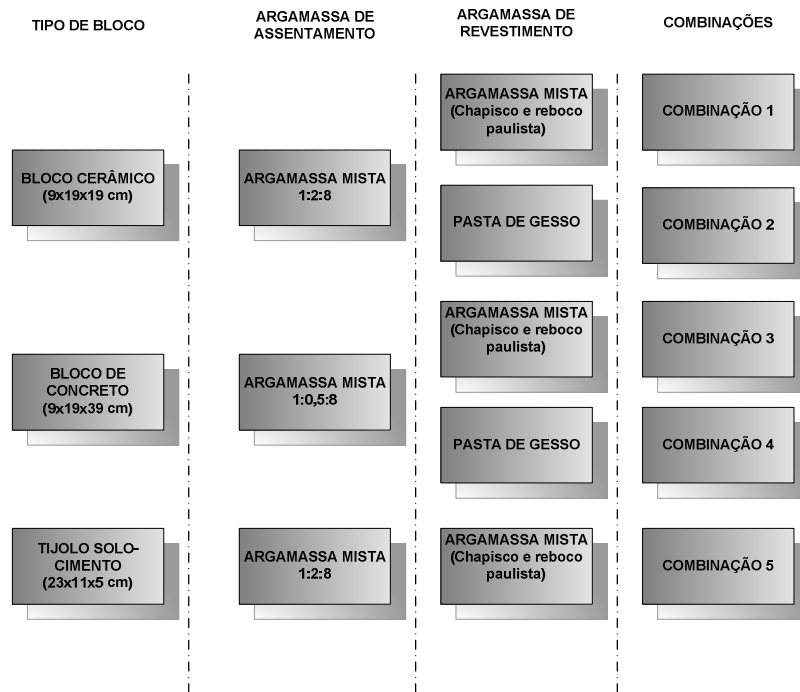 TIPO DE BLOCO
ARGAMASSA DE
ASSENTAMENTO
ARGAMASSA DE
REVESTIMENTO
COMBINAÇÕES
BLOCO CERÂMICO
(9x19x19 cm)
ARGAMASSA MISTA
1:2:8
ARGAMASSA MISTA
(Chapisco e reboco
paulista)
COMBINAÇÃO 1
PASTA DE GESSO
COMBINAÇÃO 2
BLOCO DE
CONCRETO
(9x19x39 cm)
ARGAMASSA MISTA
1:0,5:8
ARGAMASSA MISTA
(Chapisco e reboco
paulista)
COMBINAÇÃO 3
PASTA DE GESSO
COMBINAÇÃO 4
TIJOLO SOLO-
CIMENTO
(23x11x5 cm)
ARGAMASSA MISTA
1:2:8
ARGAMASSA MISTA
(Chapisco e reboco
paulista)
COMBINAÇÃO 5